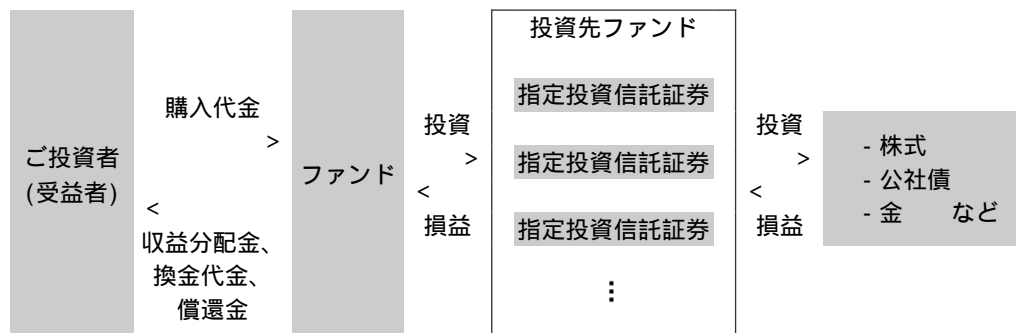 ご投資者
(受益者)
購入代金
>
<
収益分配金、
換金代金、
償還金
ファンド
投資
>
<
損益
投資先ファンド
指定投資信託証券
指定投資信託証券
指定投資信託証券
⋮
投資
>
<
損益
- 株式
- 公社債
- 金　　など